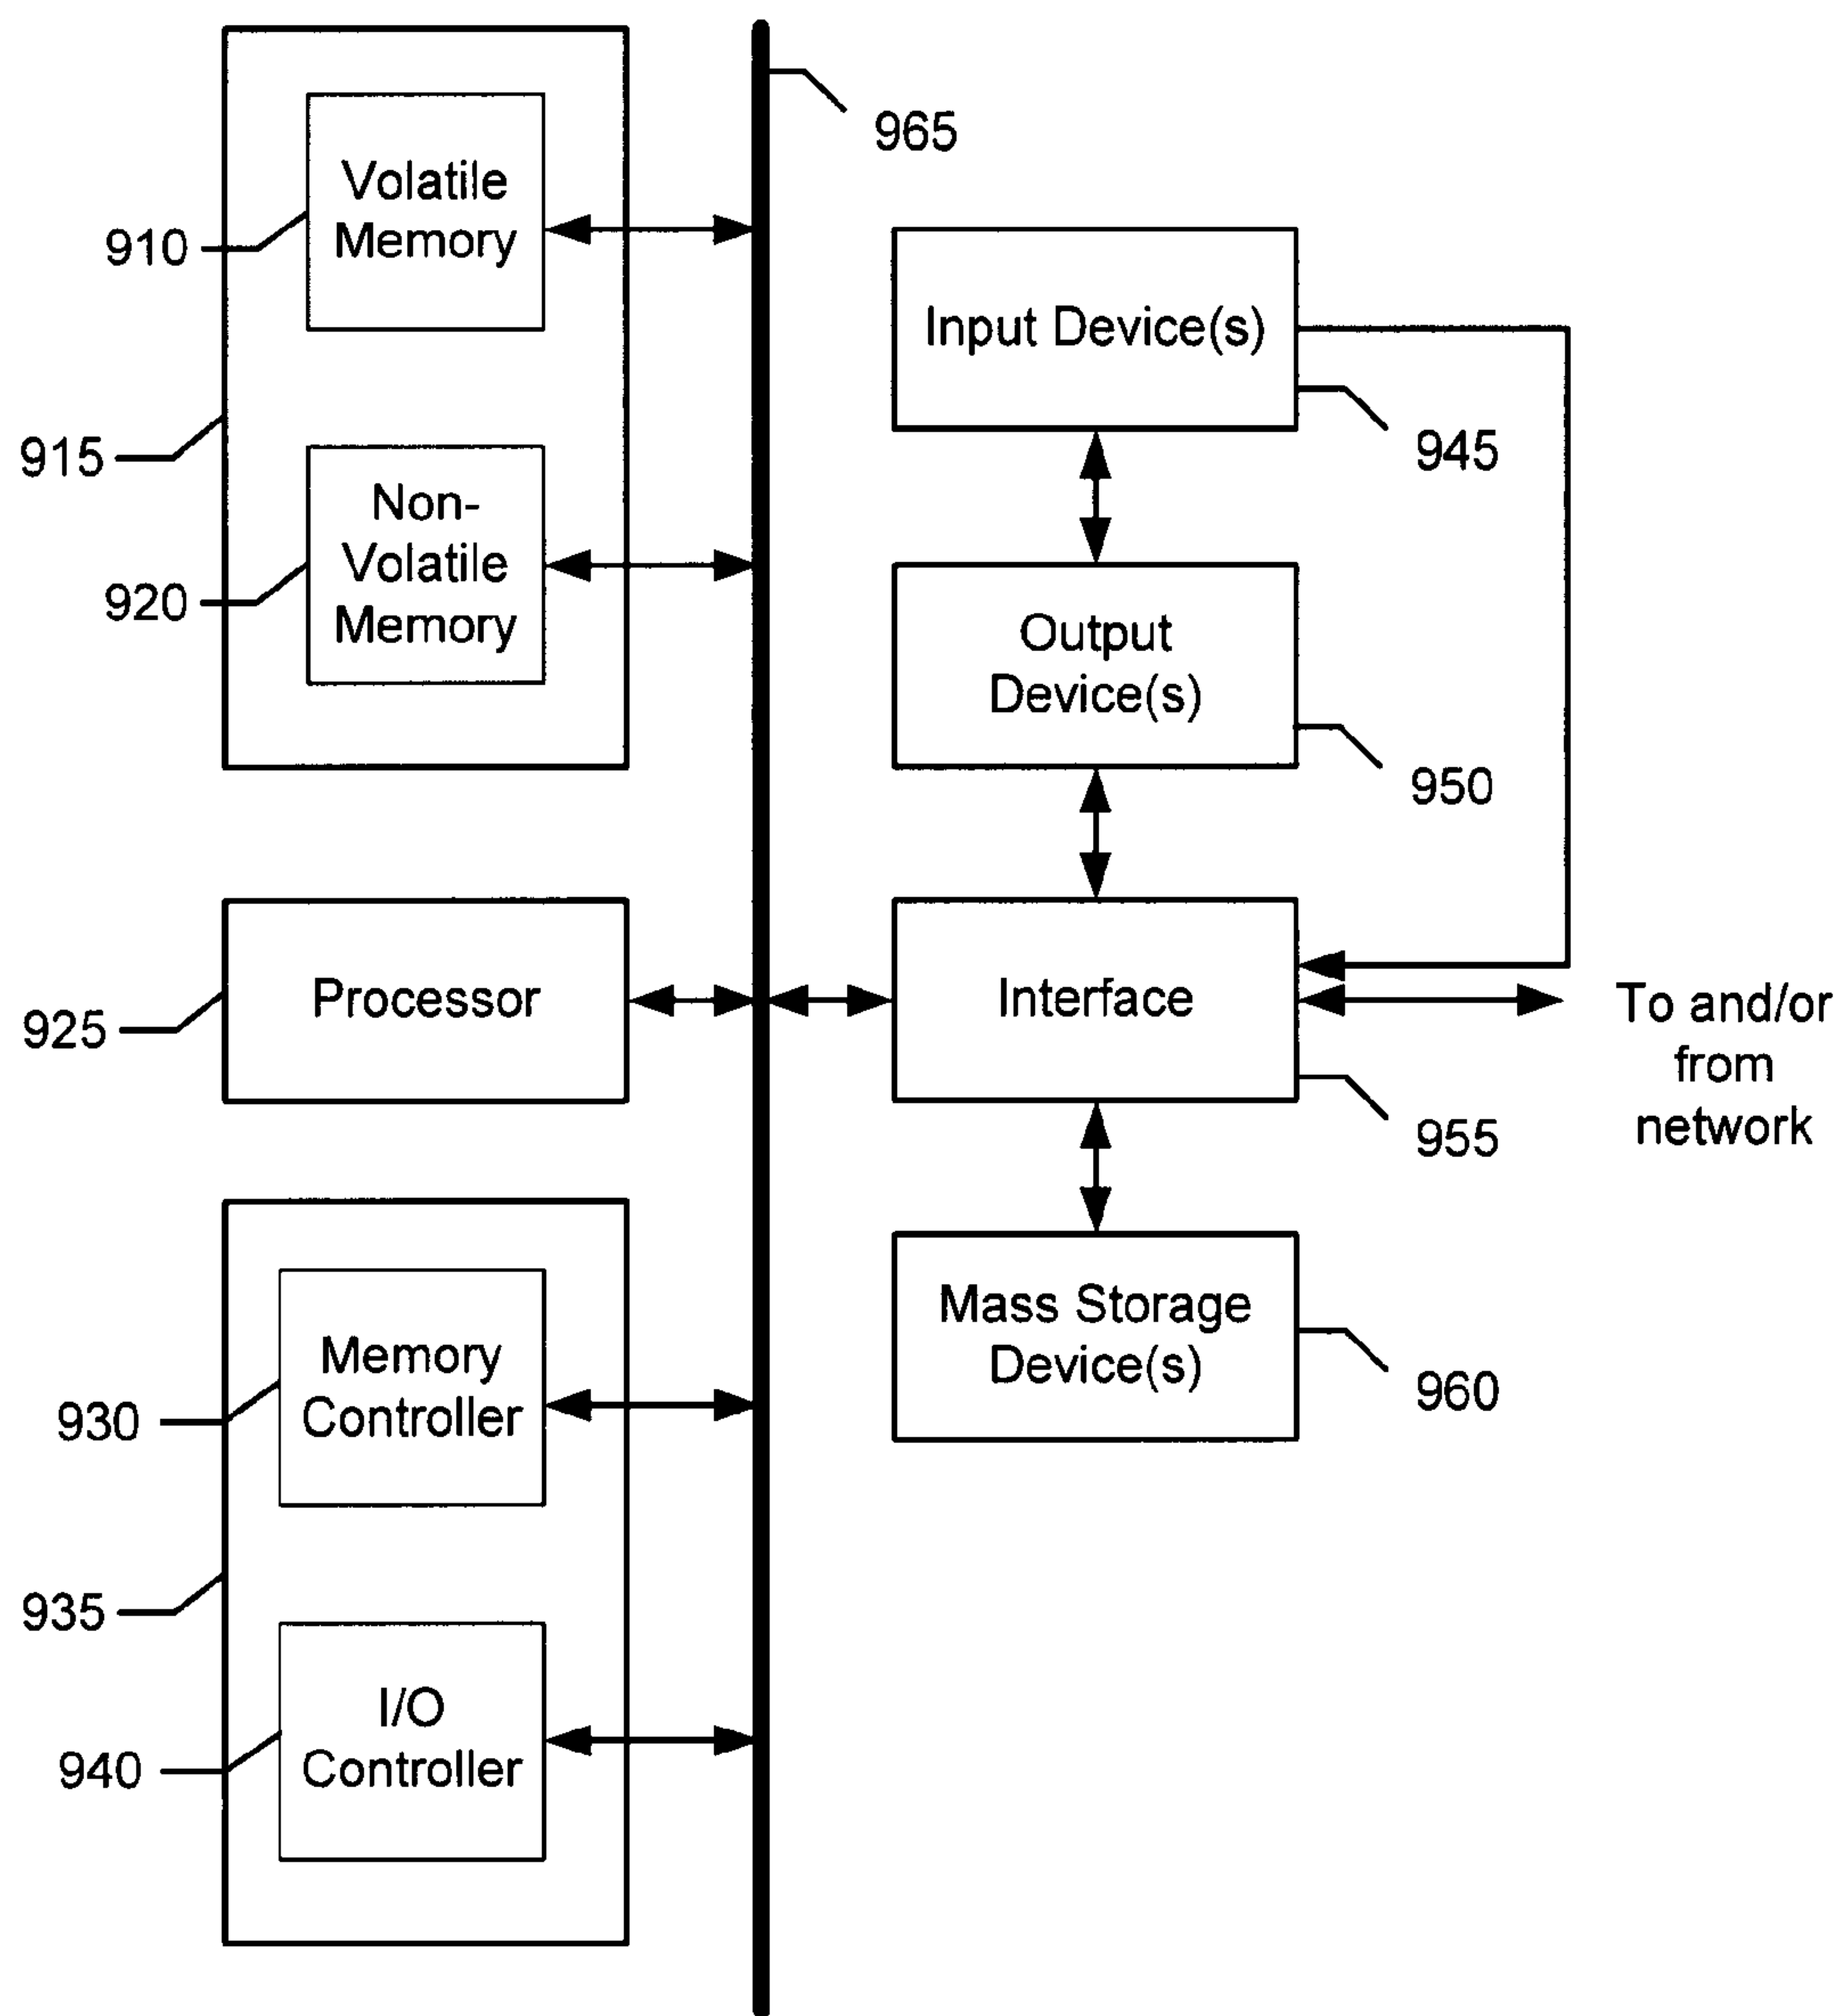 965
Volatile
Memory
910
Input Device(s)
945
915
Non-
Volatile
Memory
920
Output
Device(s)
950
Processor
925
Interface
To and/or
from
network
955
Memory
Controller
930
Mass Storage
Device(s)
960
935
I/O
Controller
940